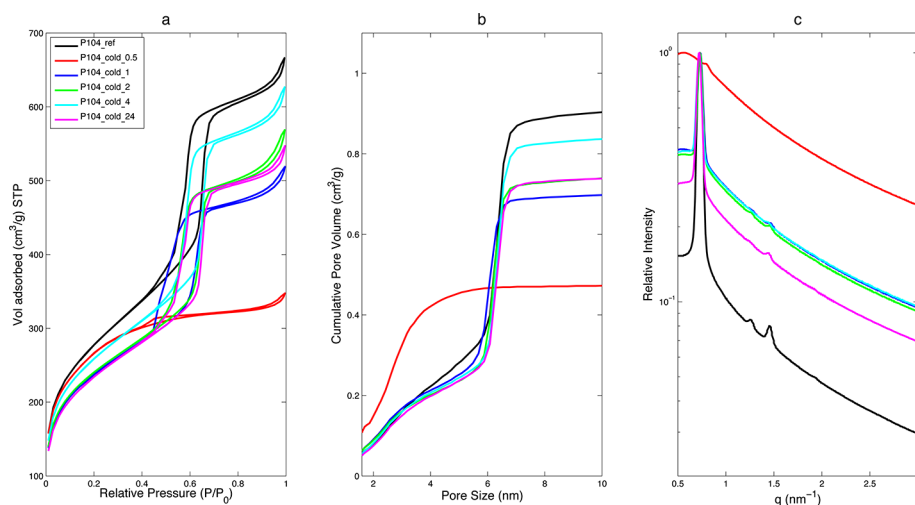 a
b
c
P104_ref
P104_cold_0.5
P104_cold_1
P104_cold_2
P104_cold_4
P104_cold_24
Vol adsorbed (cm³/g) STP
700
600
500
400
300
200
100
0
0.2
0.4
0.6
0.8
1
Relative Pressure (P/P₀)
Cumulative Pore Volume (cm³/g)
1
0.8
0.6
0.4
0.2
0
2
4
6
8
10
Pore Size (nm)
Relative Intensity
10⁰
10⁻¹
0.5
1.0
1.5
2.0
2.5
q (nm⁻¹)